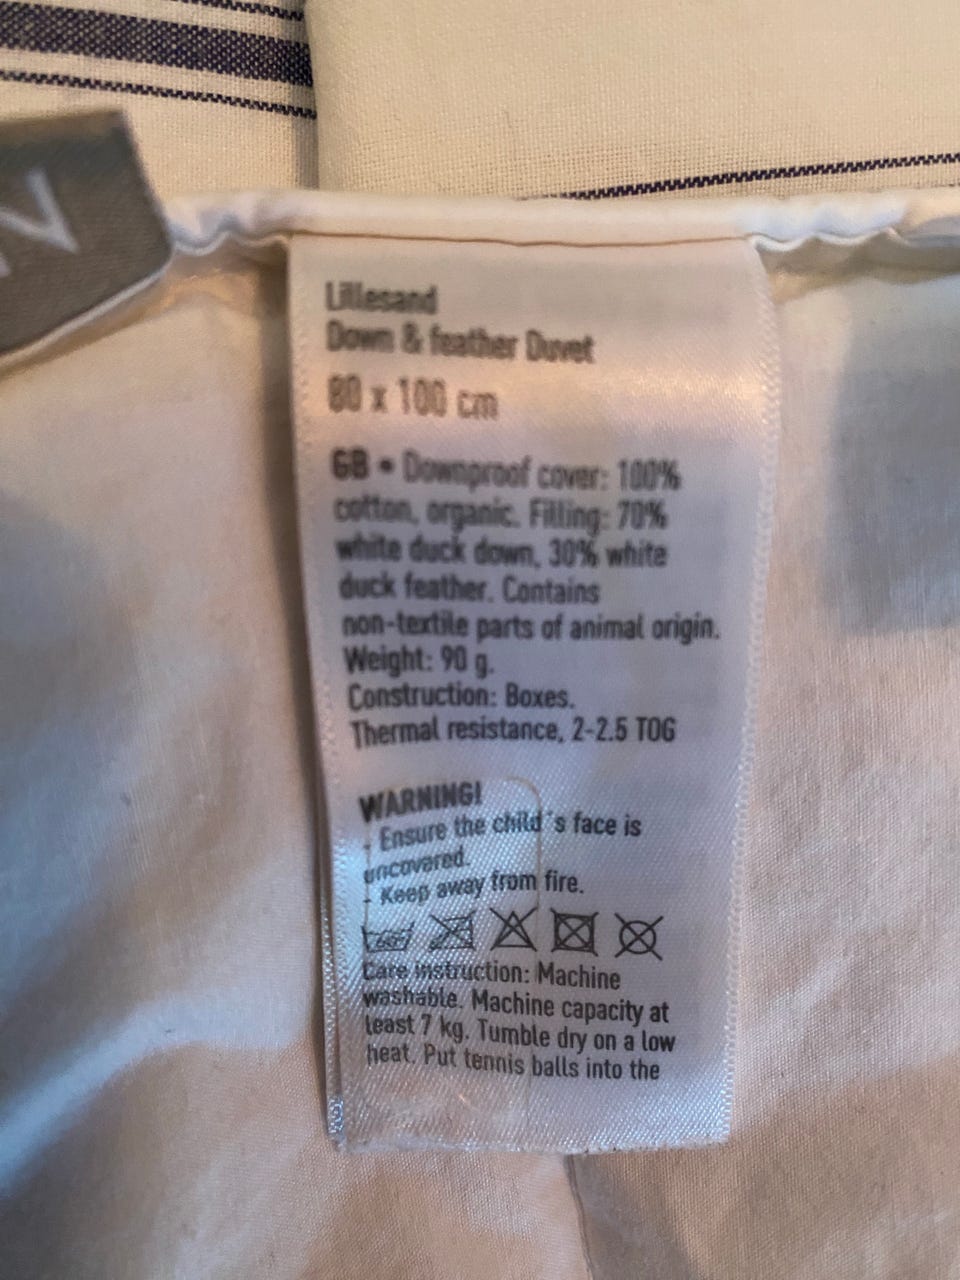 Lillesand
Down & feather Duvet
80 x 100 cm
GB • Downproof cover: 100%
cotton, organic. Filling: 70%
white duck down, 30% white
duck feather. Contains
non-textile parts of animal origin.
Weight: 90 g.
Construction: Boxes.
Thermal resistance, 2-2.5 TOG
WARNING!
- Ensure the child´s face is
uncovered.
- Keep away from fire.
60°
Care instruction: Machine
washable. Machine capacity at
least 7 kg. Tumble dry on a low
heat. Put tennis balls into the